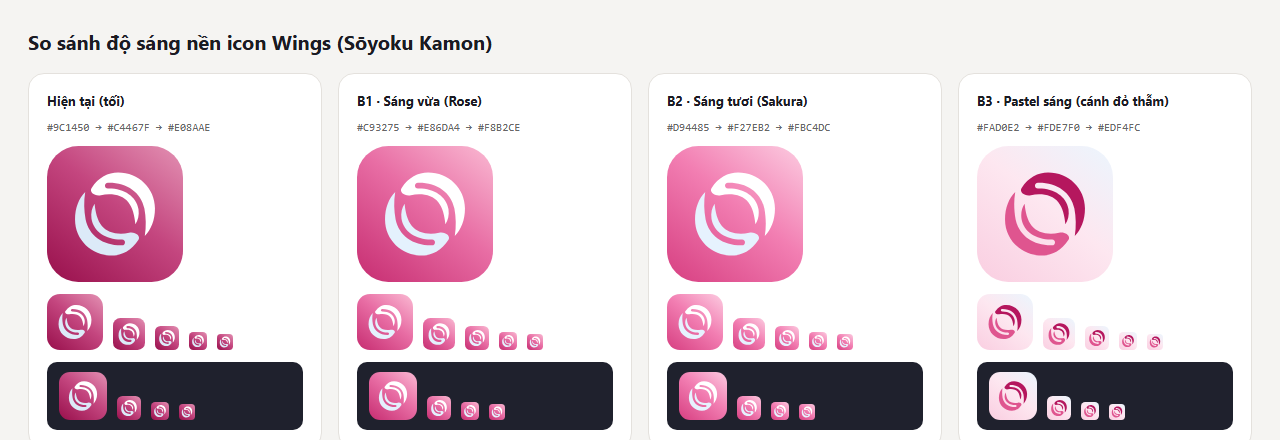 So sánh độ sáng nền icon Wings (Sōyoku Kamon)
Hiện tại (tối)
#9C1450 → #C4467F → #E08AAE
B1 · Sáng vừa (Rose)
#C93275 → #E86DA4 → #F8B2CE
B2 · Sáng tươi (Sakura)
#D94485 → #F27EB2 → #FBC4DC
B3 · Pastel sáng (cánh đỏ thẫm)
#FAD0E2 → #FDE7F0 → #EDF4FC